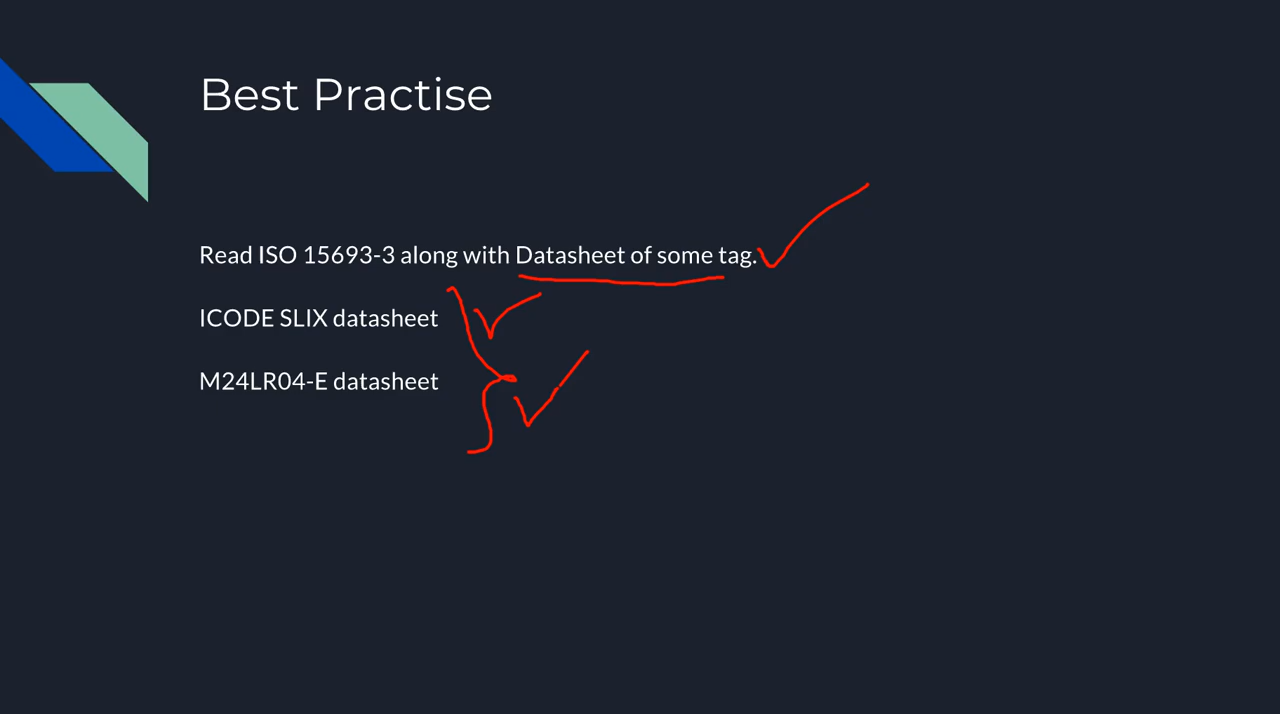 Best Practise
Read ISO 15693-3 along with Datasheet of some tag.
ICODE SLIX datasheet
M24LR04-E datasheet